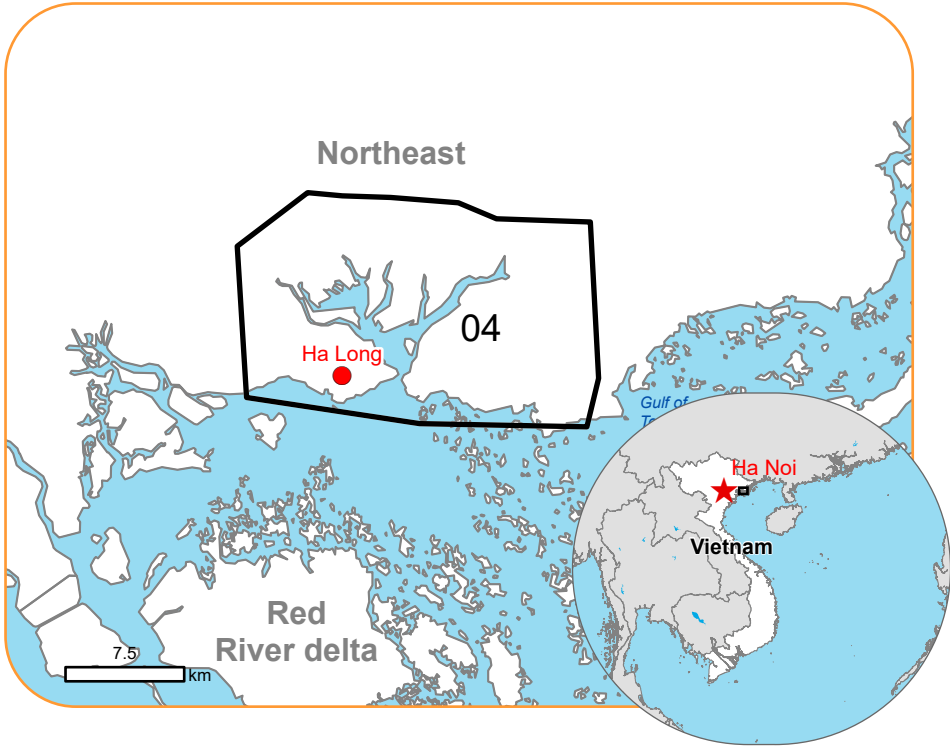 Northeast
04
Ha Long
Gulf of
Ha Noi
Vietnam
Red
River delta
7.5
km